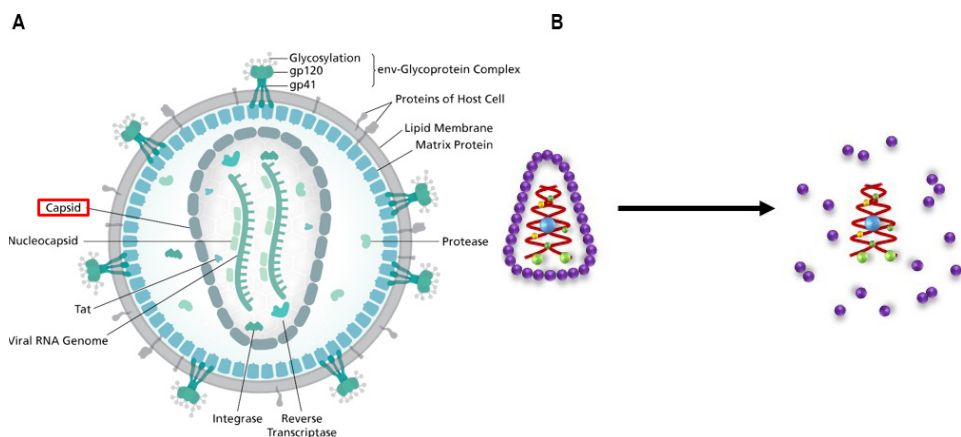 A
B
Glycosylation
gp120
gp41
env-Glycoprotein Complex
Proteins of Host Cell
Lipid Membrane
Matrix Protein
Capsid
Nucleocapsid
Protease
Tat
Viral RNA Genome
Integrase
Reverse
Transcriptase